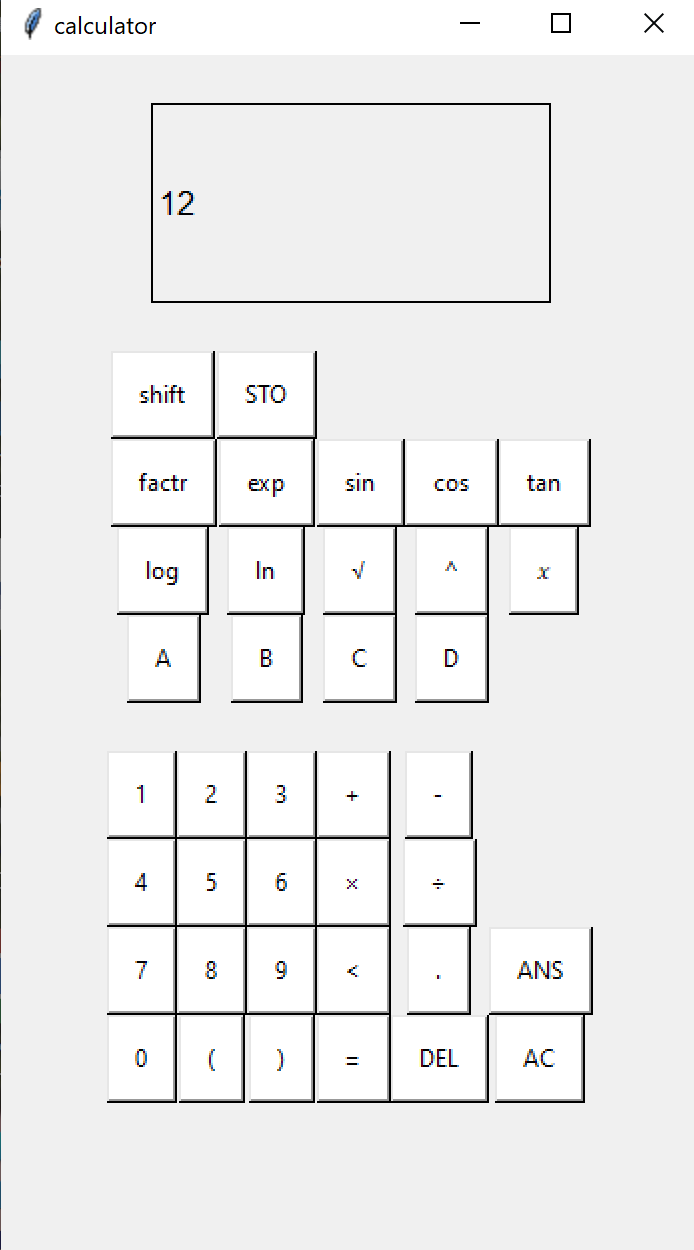 calculator
12
shift STO
factr exp sin cos tan
log ln √ ^ x
A B C D
1 2 3 + -
4 5 6 × ÷
7 8 9 < . ANS
0 ( ) = DEL AC